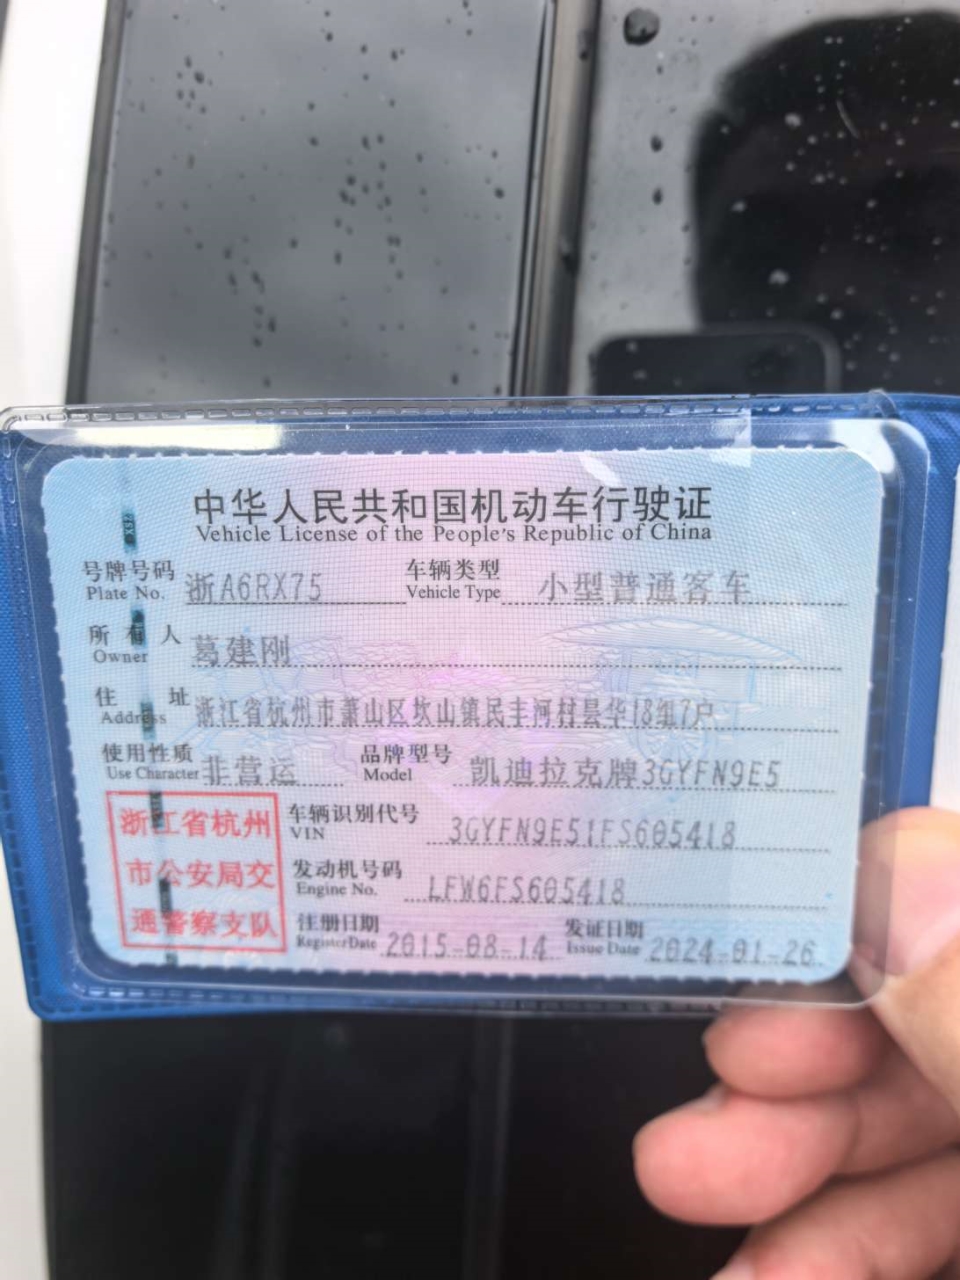 中华人民共和国机动车行驶证
Vehicle License of the People's Republic of China
号牌号码 浙A6RX75 车辆类型 小型普通客车
Plate No. Vehicle Type
所有人 葛建刚
Owner
住址 浙江省杭州市萧山区坎山镇民丰河村昙华18组7户
Address
使用性质 非营运 品牌型号 凯迪拉克牌3GYFN9E5
Use Character Model
浙江省杭州
市公安局交
通警察支队
车辆识别代号 3GYFN9E51FS605418
VIN
发动机号码 LFW6FS605418
Engine No.
注册日期 2015-08-14 发证日期 2024-01-26
Register Date Issue Date